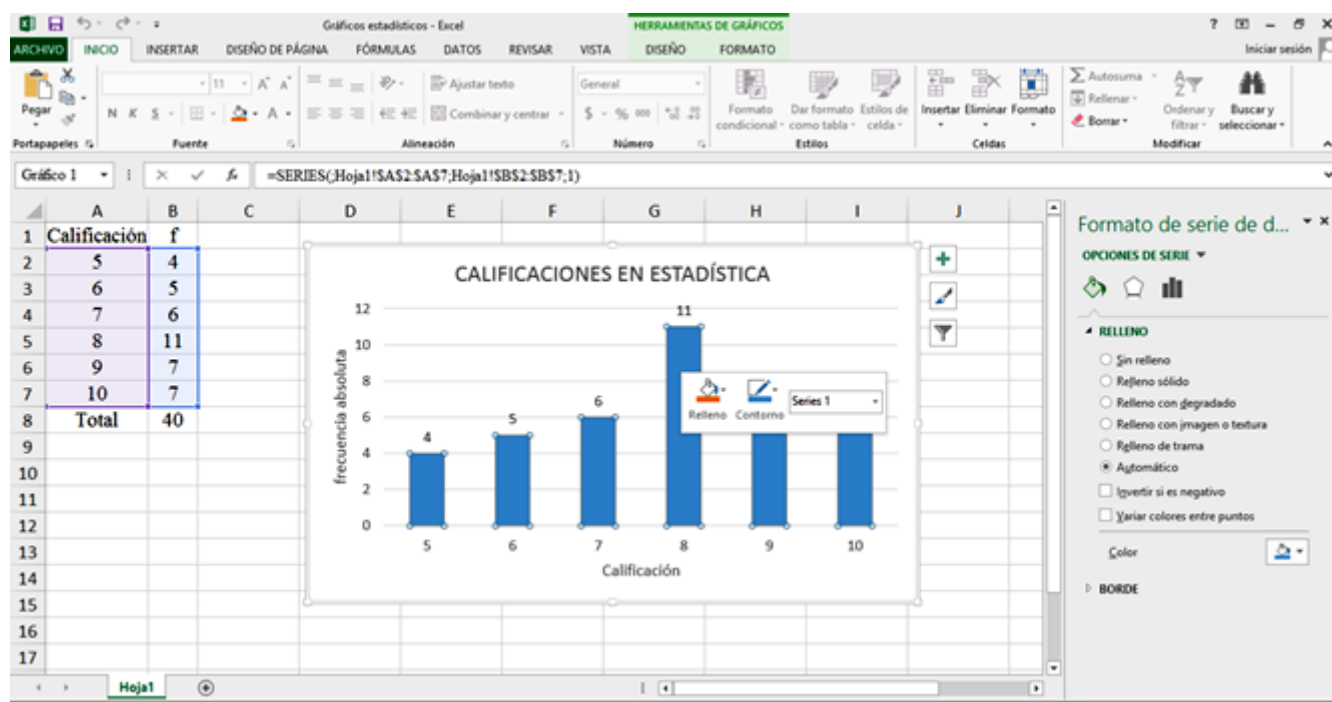 Gráficos estadísticos - Excel
HERRAMIENTAS DE GRÁFICOS
?
ARCHIVO INICIO INSERTAR DISEÑO DE PÁGINA FÓRMULAS DATOS REVISAR VISTA DISEÑO FORMATO Iniciar sesión
Pegar
11 A A
N K S A
Ajustar texto
Combinar y centrar
General
$ % 000
Formato condicional
Dar formato como tabla
Estilos de celda
Insertar Eliminar Formato
Autosuma
Rellenar
Borrar
Ordenar y filtrar
Buscar y seleccionar
Portapapeles Fuente Alineación Número Estilos Celdas Modificar
Gráfico 1 fx =SERIES(;Hoja1!$A$2:$A$7;Hoja1!$B$2:$B$7;1)
A B C D E F G H I J
1 Calificación f
2 5 4
3 6 5
4 7 6
5 8 11
6 9 7
7 10 7
8 Total 40
9
10
11
12
13
14
15
16
17
CALIFICACIONES EN ESTADÍSTICA
frecuencia absoluta
12
10
8
6
4
2
0
4
5
6
11
5 6 7 8 9 10
Calificación
Relleno Contorno Series 1
Formato de serie de d...
OPCIONES DE SERIE
RELLENO
Sin relleno
Relleno sólido
Relleno con degradado
Relleno con imagen o textura
Relleno de trama
Automático
Invertir si es negativo
Variar colores entre puntos
Color
BORDE
Hoja1